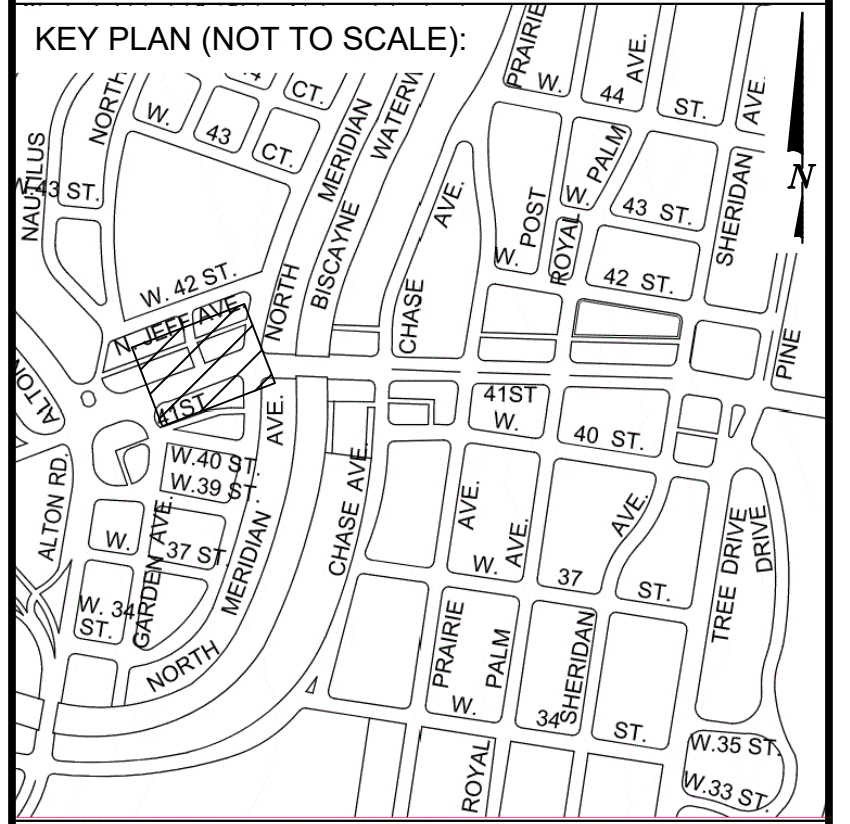 KEY PLAN (NOT TO SCALE):
PRAIRIE
W.
44
ST.
AVE.
AVE.
N
NORTH
W.
43
CT.
CT.
NAUTILUS
W.43 ST.
MERIDIAN
NORTH
BISCAYNE
AVE.
CHASE
POST
W.
W.
PALM
ROYAL
43 ST.
42 ST.
SHERIDAN
PINE
W. 42 ST.
N. JEFF AVE
41ST
ALTON
ALTON RD.
AVE.
MERIDIAN
NORTH
W.40 ST.
W.39 ST.
W.
37 ST.
GARDEN AVE.
W. 34
ST.
CHASE AVE.
41ST
W.
40 ST.
AVE.
AVE.
W.
AVE.
37
ST.
TREE DRIVE
DRIVE
PRAIRIE
PALM
W.
34
SHERIDAN
ST.
ROYAL
W.35 ST.
W.33 ST.